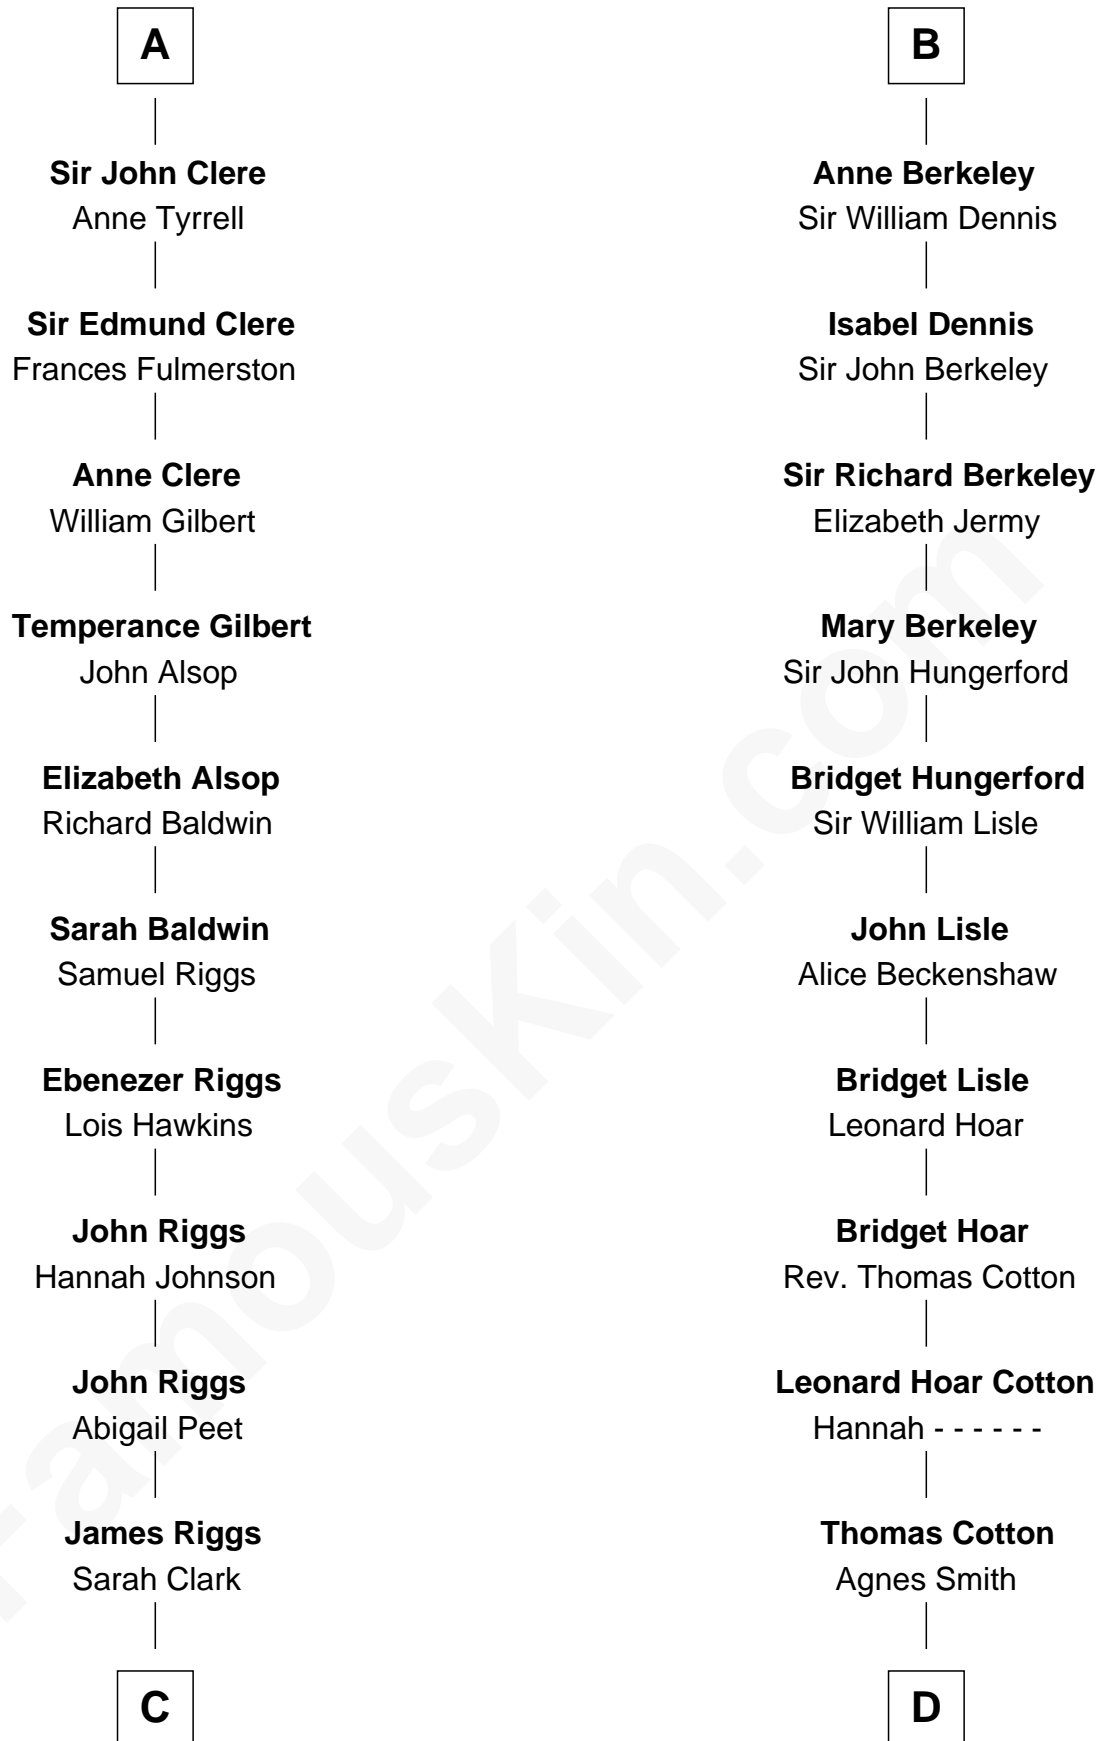 A
Sir John Clere
Anne Tyrrell
Sir Edmund Clere
Frances Fulmerston
Anne Clere
William Gilbert
Temperance Gilbert
John Alsop
Elizabeth Alsop
Richard Baldwin
Sarah Baldwin
Samuel Riggs
Ebenezer Riggs
Lois Hawkins
John Riggs
Hannah Johnson
John Riggs
Abigail Peet
James Riggs
Sarah Clark
C
B
Anne Berkeley
Sir William Dennis
Isabel Dennis
Sir John Berkeley
Sir Richard Berkeley
Elizabeth Jermy
Mary Berkeley
Sir John Hungerford
Bridget Hungerford
Sir William Lisle
John Lisle
Alice Beckenshaw
Bridget Lisle
Leonard Hoar
Bridget Hoar
Rev. Thomas Cotton
Leonard Hoar Cotton
Hannah - - - - - -
Thomas Cotton
Agnes Smith
D
FamousKin.com